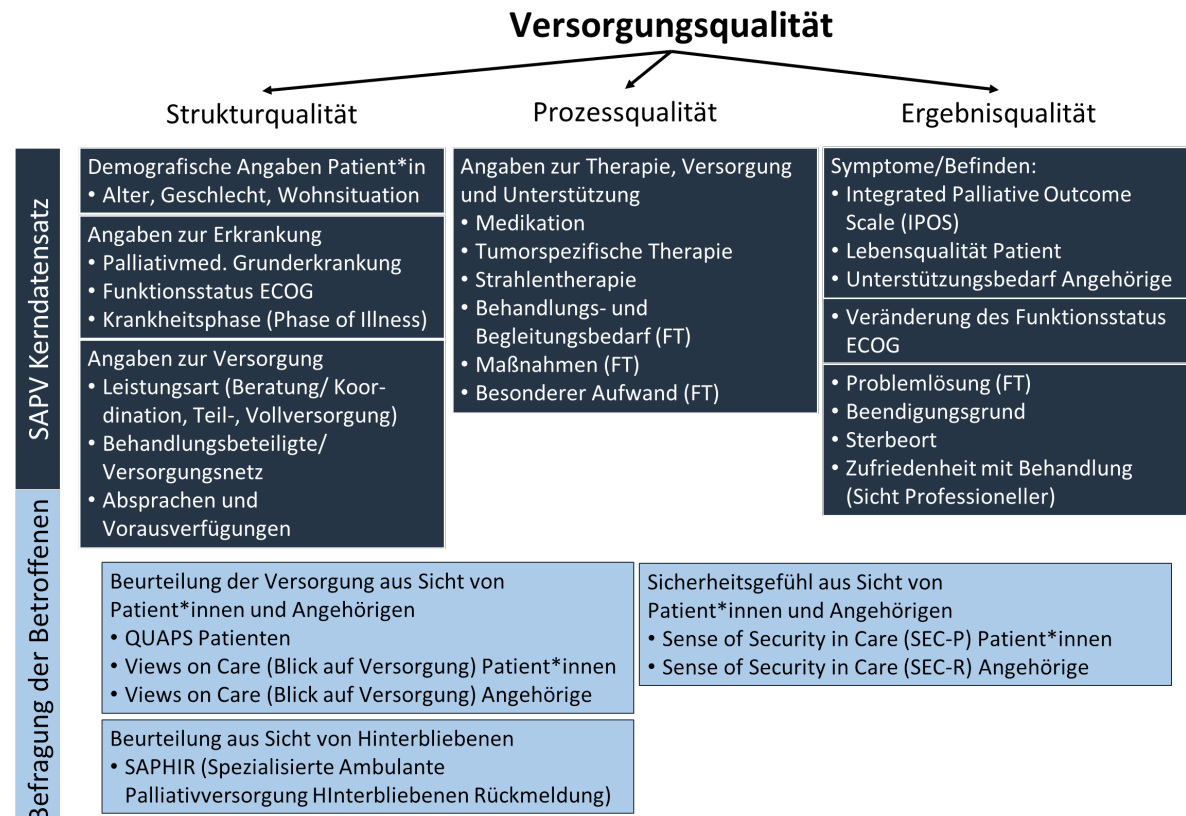 Versorgungsqualität
Strukturqualität
Prozessqualität
Ergebnisqualität
SAPV Kerndatensatz
Demografische Angaben Patient*in
• Alter, Geschlecht, Wohnsituation
Angaben zur Erkrankung
• Palliativmed. Grunderkrankung
• Funktionsstatus ECOG
• Krankheitsphase (Phase of Illness)
Angaben zur Versorgung
• Leistungsart (Beratung/ Koor-
dination, Teil-, Vollversorgung)
• Behandlungsbeteiligte/
Versorgungsnetz
• Absprachen und
Vorausverfügungen
Angaben zur Therapie, Versorgung
und Unterstützung
• Medikation
• Tumorspezifische Therapie
• Strahlentherapie
• Behandlungs- und
Begleitungsbedarf (FT)
• Maßnahmen (FT)
• Besonderer Aufwand (FT)
Symptome/Befinden:
• Integrated Palliative Outcome
Scale (IPOS)
• Lebensqualität Patient
• Unterstützungsbedarf Angehörige
• Veränderung des Funktionsstatus
ECOG
• Problemlösung (FT)
• Beendigungsgrund
• Sterbeort
• Zufriedenheit mit Behandlung
(Sicht Professioneller)
Befragung der Betroffenen
Beurteilung der Versorgung aus Sicht von
Patient*innen und Angehörigen
• QUAPS Patienten
• Views on Care (Blick auf Versorgung) Patient*innen
• Views on Care (Blick auf Versorgung) Angehörige
Sicherheitsgefühl aus Sicht von
Patient*innen und Angehörigen
• Sense of Security in Care (SEC-P) Patient*innen
• Sense of Security in Care (SEC-R) Angehörige
Beurteilung aus Sicht von Hinterbliebenen
• SAPHIR (Spezialisierte Ambulante
Palliativversorgung HInterbliebenen Rückmeldung)